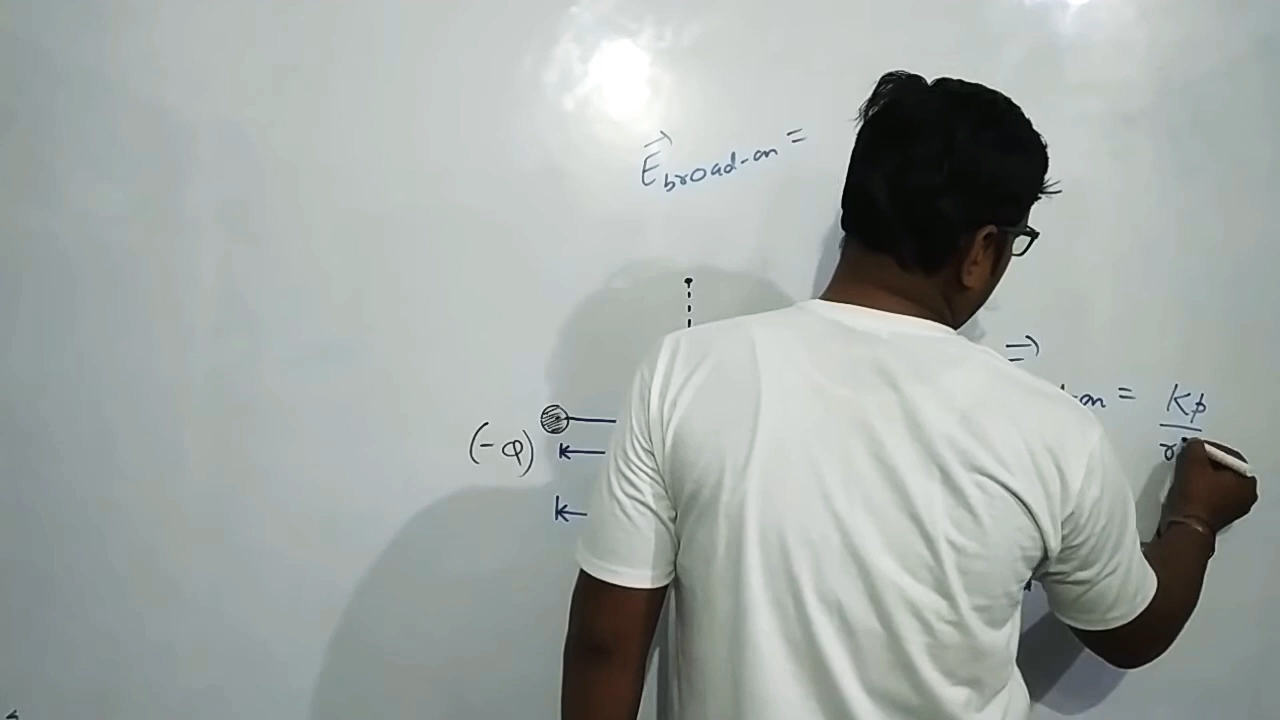 E⃗broad-on =
(-q)
-on = Kp
r